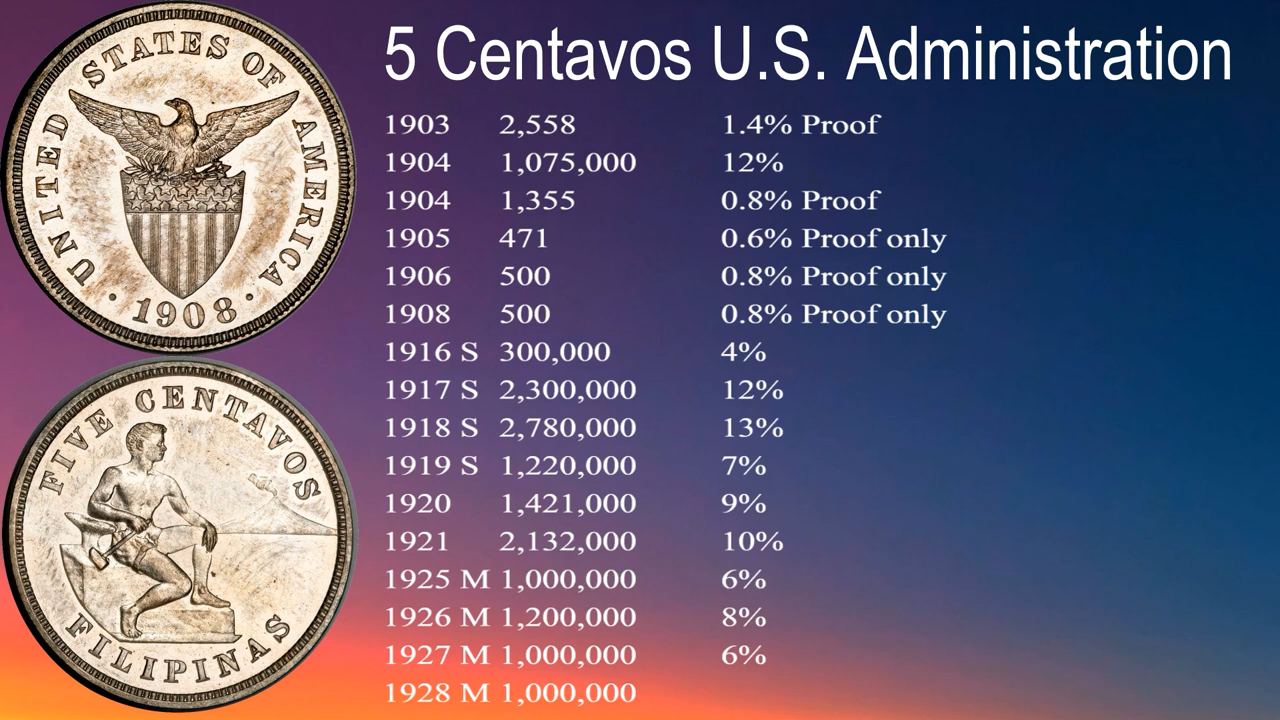 5 Centavos U.S. Administration
UNITED STATES OF AMERICA
· 1908 ·
FIVE CENTAVOS
FILIPINAS
1903 2,558 1.4% Proof
1904 1,075,000 12%
1904 1,355 0.8% Proof
1905 471 0.6% Proof only
1906 500 0.8% Proof only
1908 500 0.8% Proof only
1916 S 300,000 4%
1917 S 2,300,000 12%
1918 S 2,780,000 13%
1919 S 1,220,000 7%
1920 1,421,000 9%
1921 2,132,000 10%
1925 M 1,000,000 6%
1926 M 1,200,000 8%
1927 M 1,000,000 6%
1928 M 1,000,000